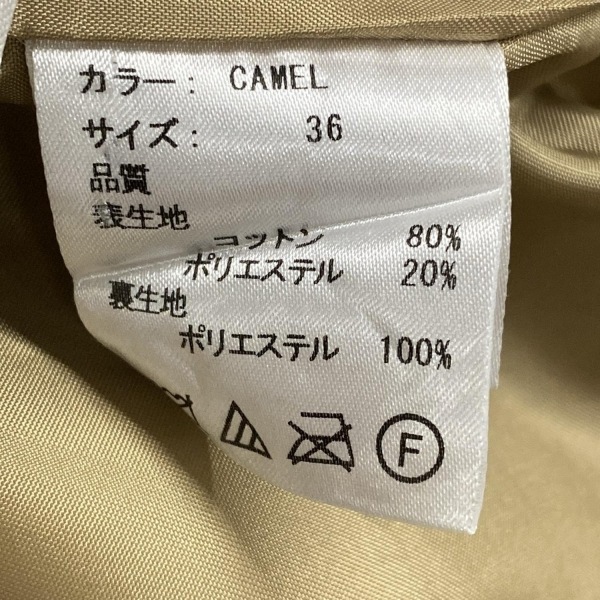 カラー: CAMEL
サイズ: 36
品質
表生地
コットン 80%
ポリエステル 20%
裏生地
ポリエステル 100%
F